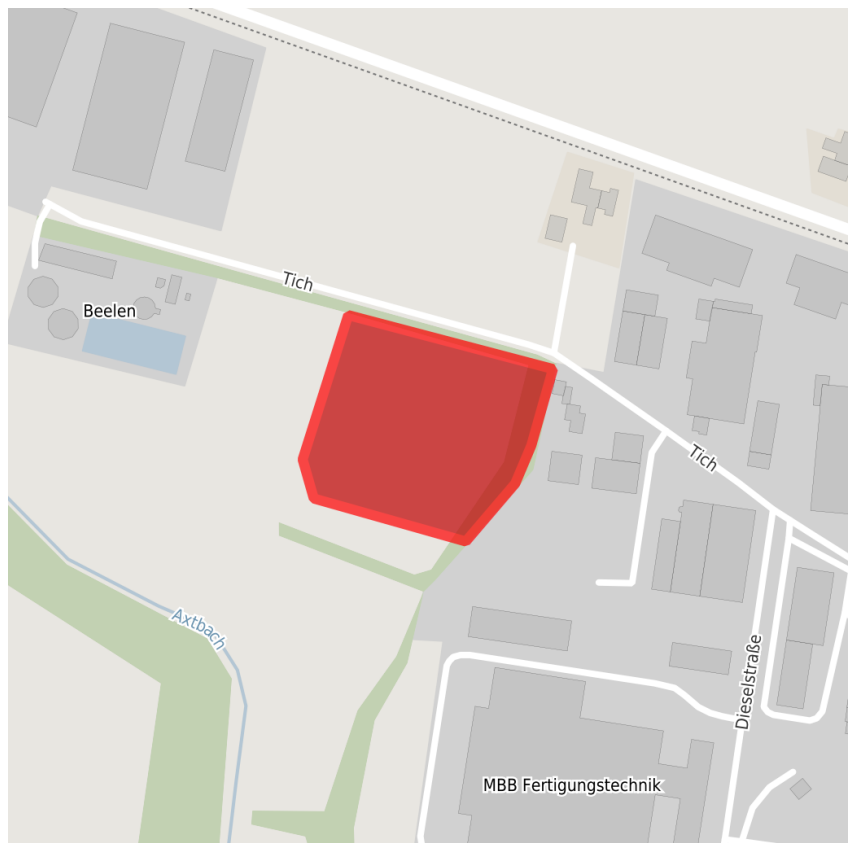 Tich
Beelen
Tich
Axtbach
Dieselstraße
MBB Fertigungstechnik